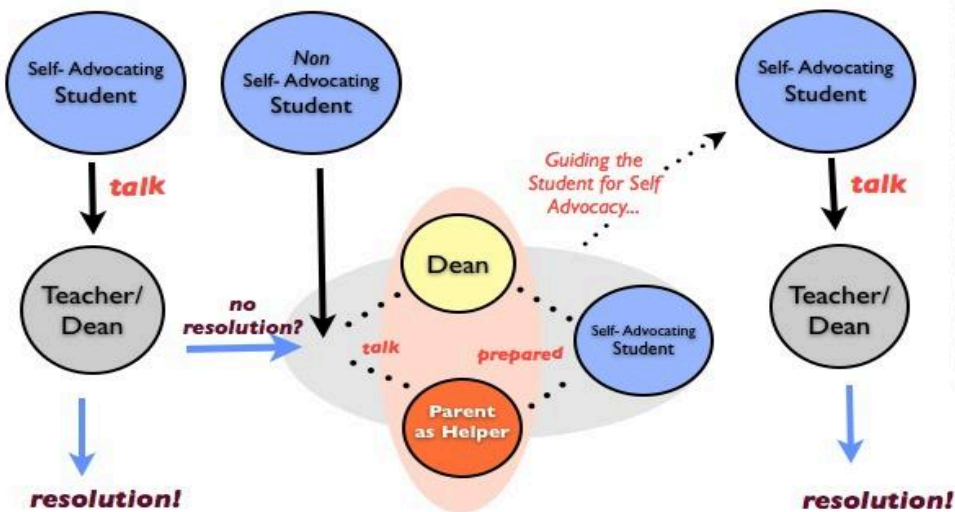 Self- Advocating
Student
talk
Teacher/
Dean
resolution!
Non
Self- Advocating
Student
no
resolution?
Dean
talk
prepared
Parent
as Helper
Self- Advocating
Student
Guiding the
Student for Self
Advocacy...
Self- Advocating
Student
talk
Teacher/
Dean
resolution!